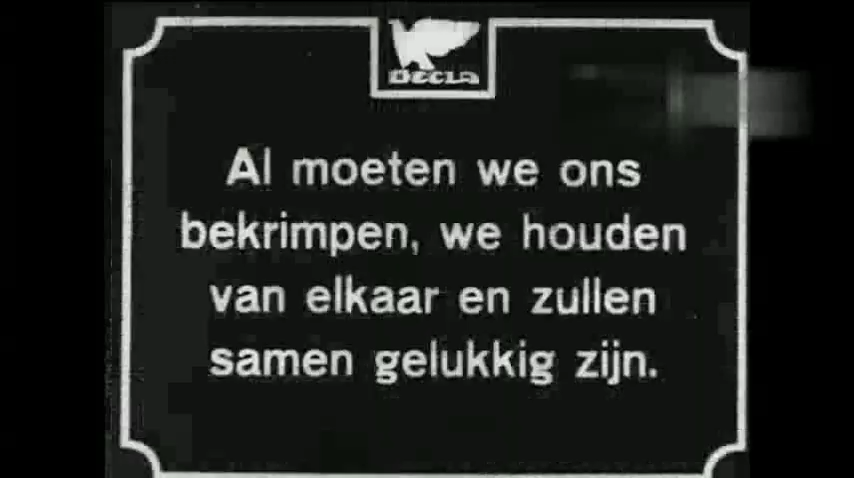 Decla
Al moeten we ons
bekrimpen, we houden
van elkaar en zullen
samen gelukkig zijn.